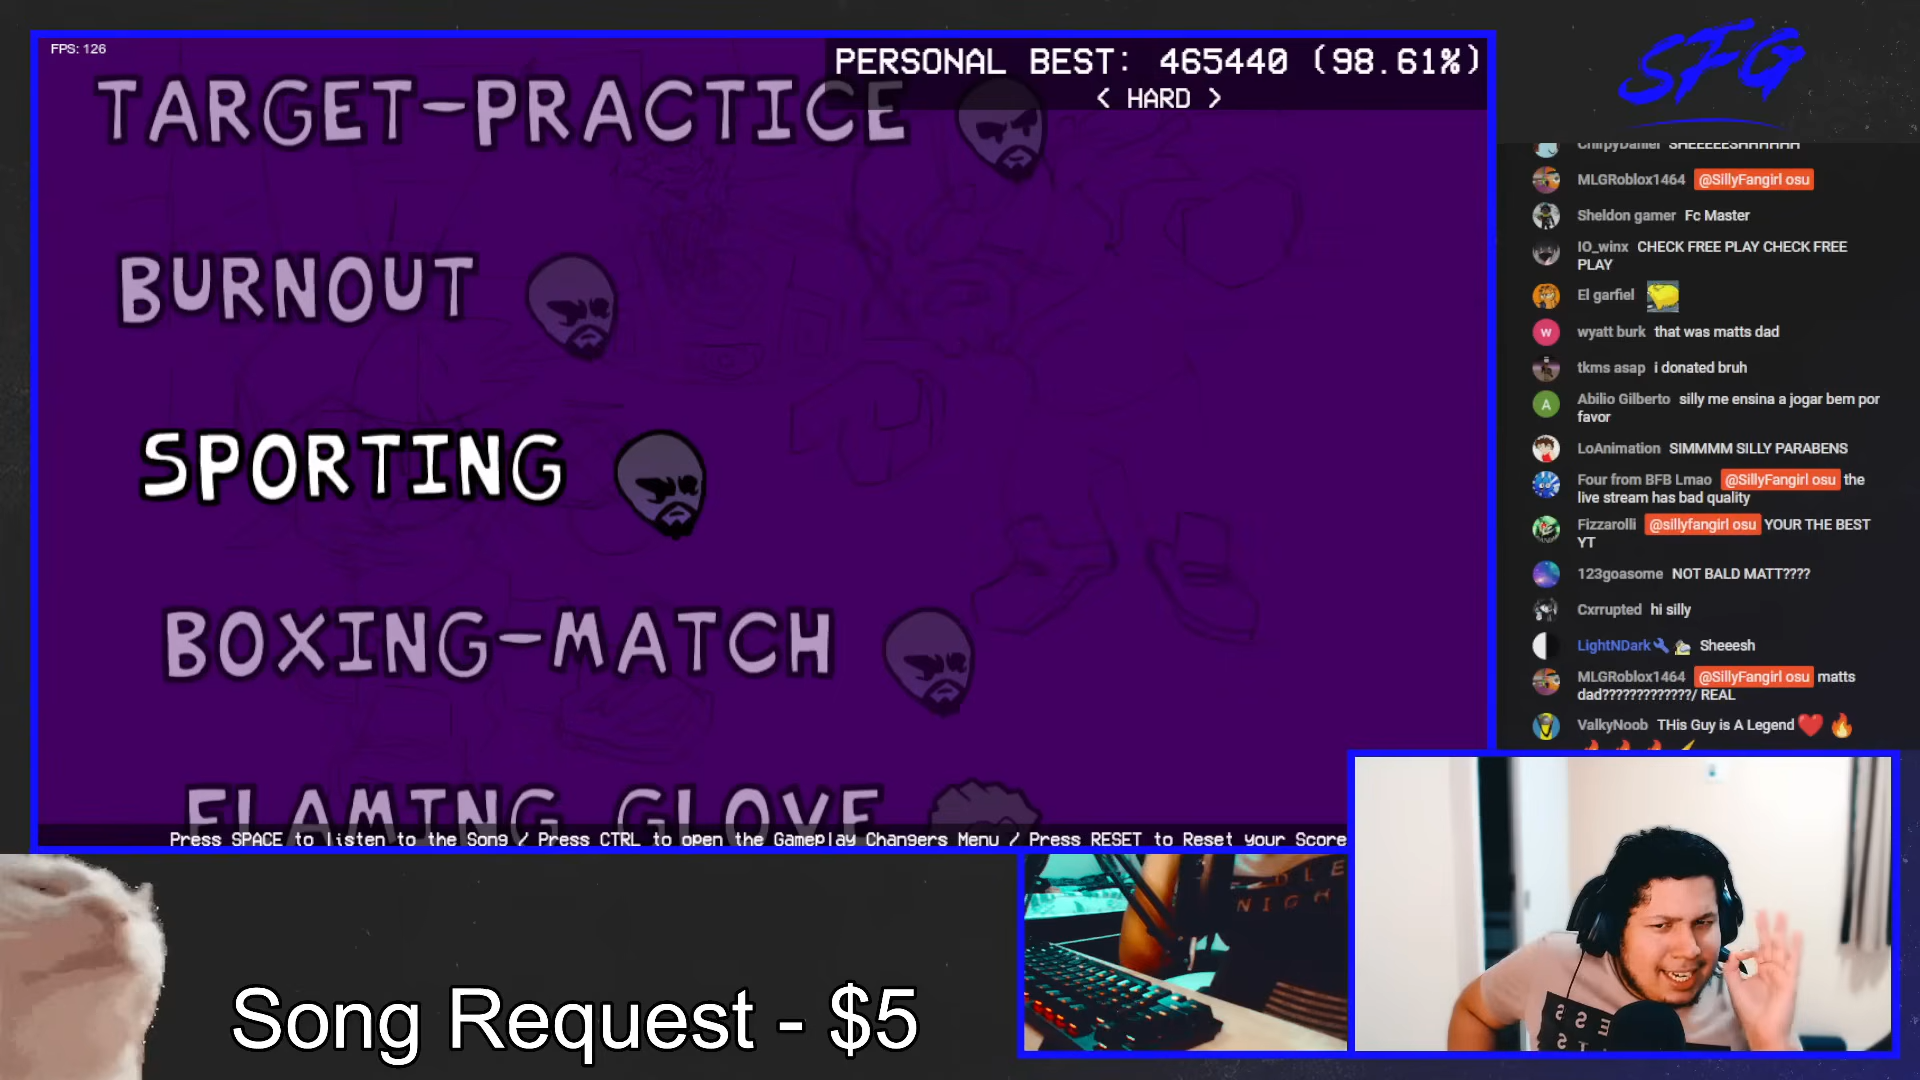 FPS: 126
PERSONAL BEST: 465440 (98.61%)
< HARD >
TARGET-PRACTICE
BURNOUT
SPORTING
BOXING-MATCH
FLAMING GLOVE
Press SPACE to listen to the Song / Press CTRL to open the Gameplay Changers Menu / Press RESET to Reset your Score
SFG
ChirpyDaniel SHEEEEESHHHHHH
MLGRoblox1464 @SillyFangirl osu
Sheldon gamer Fc Master
IO_winx CHECK FREE PLAY CHECK FREE
PLAY
El garfiel
W
wyatt burk that was matts dad
tkms asap i donated bruh
A
Abilio Gilberto silly me ensina a jogar bem por
favor
LoAnimation SIMMMM SILLY PARABENS
Four from BFB Lmao @SillyFangirl osu the
live stream has bad quality
Fizzarolli @sillyfangirl osu YOUR THE BEST
YT
123goasome NOT BALD MATT????
Cxrrupted hi silly
LightNDark Sheeesh
MLGRoblox1464 @SillyFangirl osu matts
dad?????????????/ REAL
ValkyNoob THis Guy is A Legend
Song Request - $5